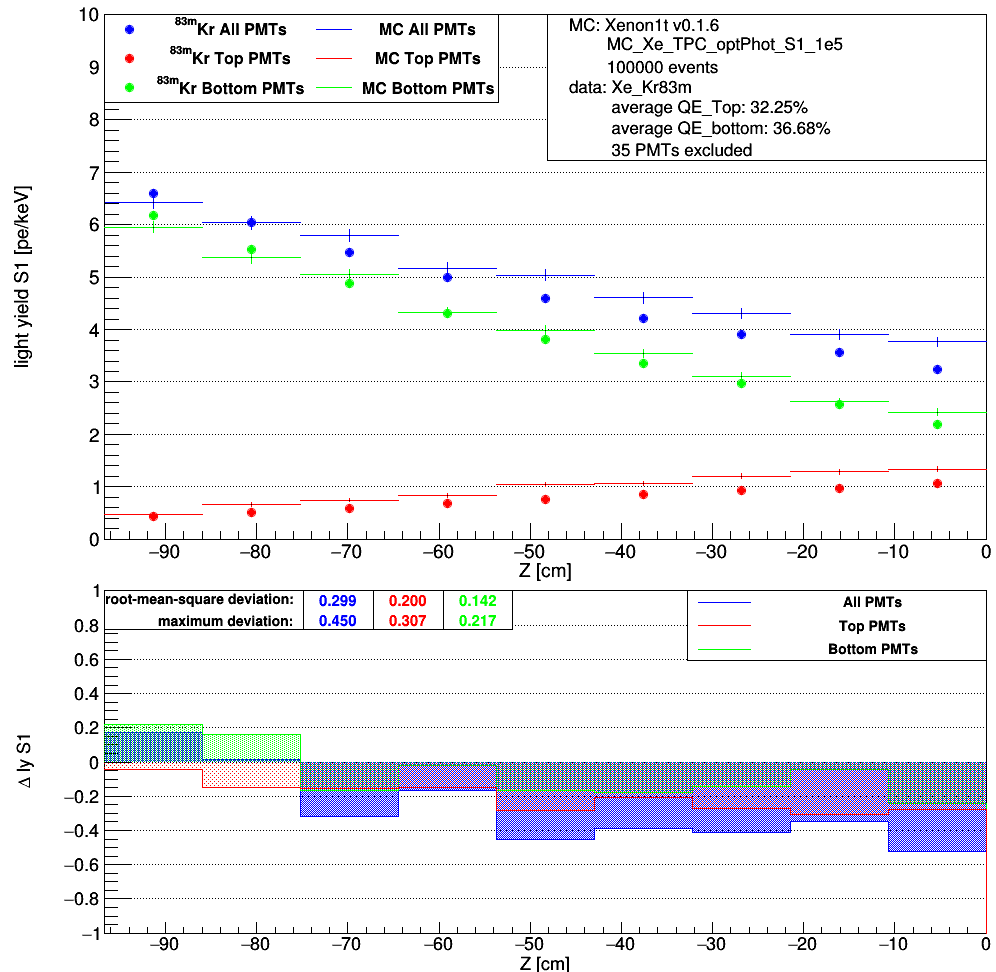 10
9
8
7
6
5
4
3
2
1
0
light yield S1 [pe/keV]
83mKr All PMTs MC All PMTs
83mKr Top PMTs MC Top PMTs
83mKr Bottom PMTs MC Bottom PMTs
MC: Xenon1t v0.1.6
MC_Xe_TPC_optPhot_S1_1e5
100000 events
data: Xe_Kr83m
average QE_Top: 32.25%
average QE_bottom: 36.68%
35 PMTs excluded
−90 −80 −70 −60 −50 −40 −30 −20 −10 0
Z [cm]
1
0.8
0.6
0.4
0.2
0
−0.2
−0.4
−0.6
−0.8
−1
Δ ly S1
root-mean-square deviation: 0.299 0.200 0.142
maximum deviation: 0.450 0.307 0.217
All PMTs
Top PMTs
Bottom PMTs
−90 −80 −70 −60 −50 −40 −30 −20 −10 0
Z [cm]